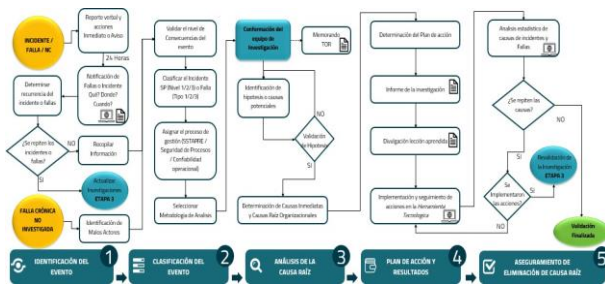 INCIDENTE /
FALLA / NC
Reporte verbal y acciones
Inmediato o Aviso
24 Horas
Notificación de
Falla o Incidente
Qué? Donde?
Cuando?
Determinar
recurrencia del
incidente o fallas
¿Se repiten los
incidentes o
fallas?
NO
Recopilar
Información
SI
Actualizar
Investigaciones
ETAPA 3
FALLA CRÓNICA
NO
INVESTIGADA
Identificación de
Malos Actores
Validar el nivel de
Consecuencias del
evento
Clasificar el Incidente
SIP (Nivel 1/2/3) o Falla
(Tipo 1/2/3)
Asignar el proceso de
gestión (SSTARRE /
Seguridad de Procesos
/ Confiabilidad
operacional)
Seleccionar
Metodología de Análisis
Conformación del
equipo de
Investigación
Memorando
TOR
Identificación de
hipótesis o causas
potenciales
NO
Validación
de Hipótesis
SI
Determinación de Causas Inmediatas
y Causas Raíz Organizacionales
Determinación del Plan de acción
Informe de la investigación
Divulgación lección aprendida
Implementación y seguimiento de
acciones en la Herramienta
Tecnológica
Analisis estadístico de
causas de incidentes y
Fallas
¿Se repiten las
causas?
NO
SI
Revalidación de
la Investigación
ETAPA 3
Se
Implementaron
las acciones?
SI
NO
Validación
Finalizada
IDENTIFICACIÓN DEL
EVENTO
1
CLASIFICACIÓN DEL
EVENTO
2
ANÁLISIS DE LA
CAUSA RAÍZ
3
PLAN DE ACCIÓN Y
RESULTADOS
4
ASEGURAMIENTO DE
ELIMINACIÓN DE CAUSA RAÍZ
5